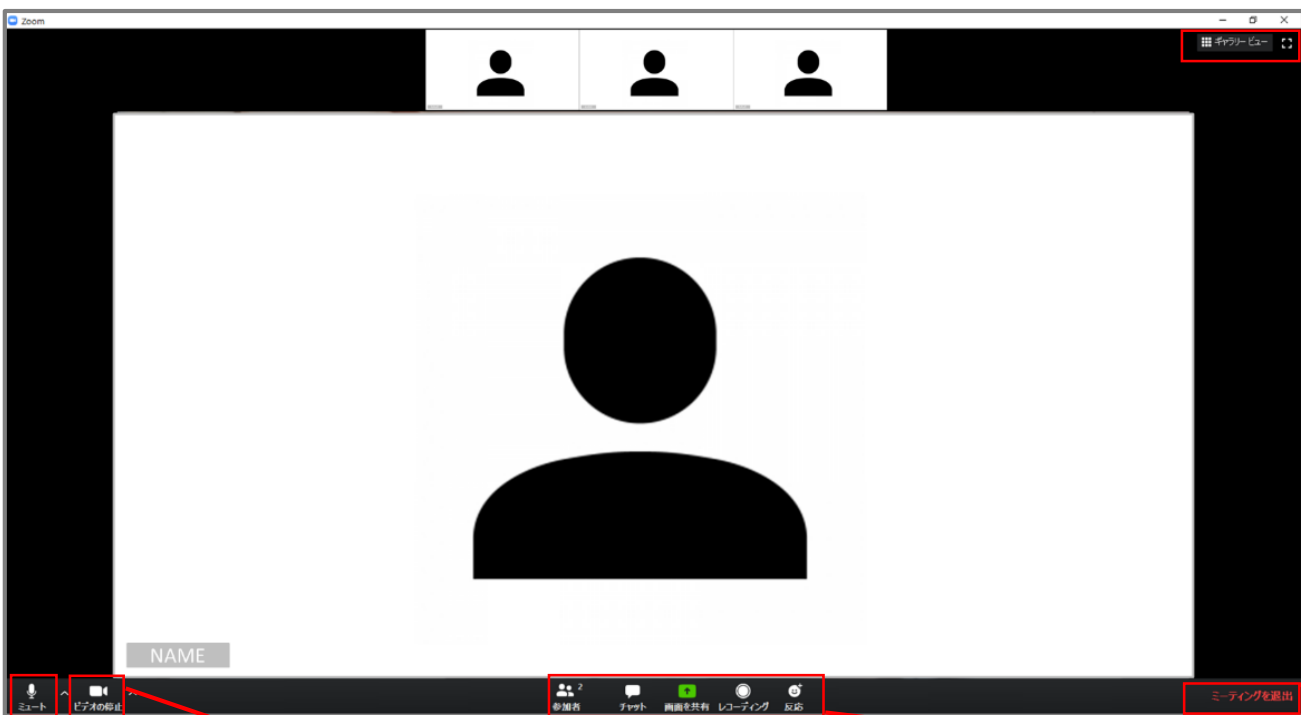 Zoom
ギャラリービュー
NAME
ミュート
ビデオの停止
参加者
2
チャット
画面を共有
レコーディング
反応
ミーティングを退出